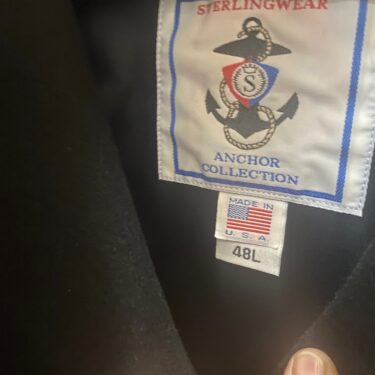 STERLINGWEAR
S
ANCHOR
COLLECTION
MADE IN
U.S.A.
48L